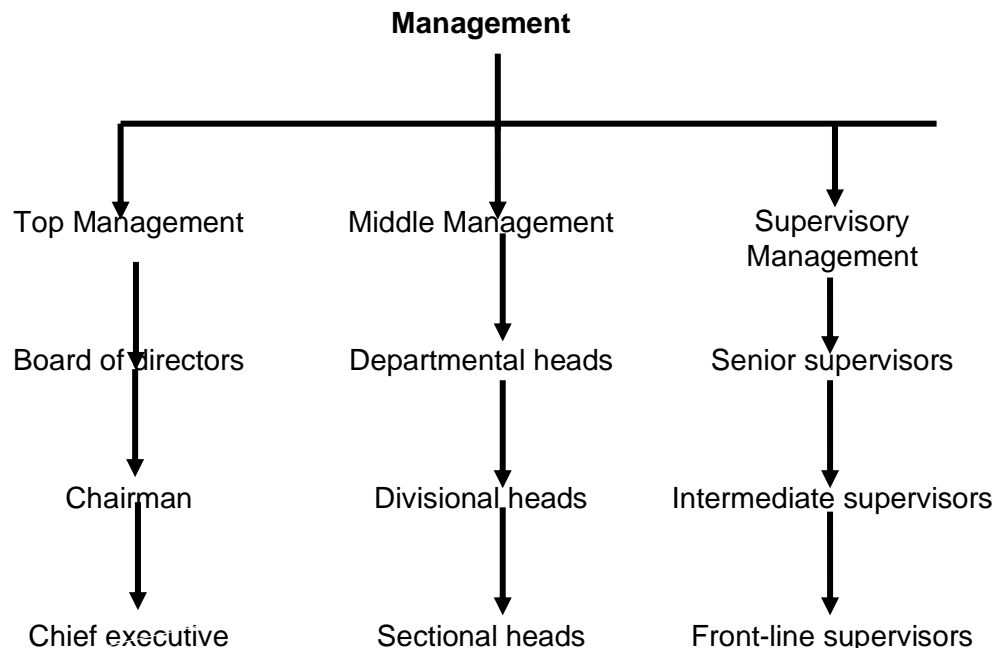 Management
Top Management
Middle Management
Supervisory
Management
Board of directors
Departmental heads
Senior supervisors
Chairman
Divisional heads
Intermediate supervisors
Chief executive
Sectional heads
Front-line supervisors